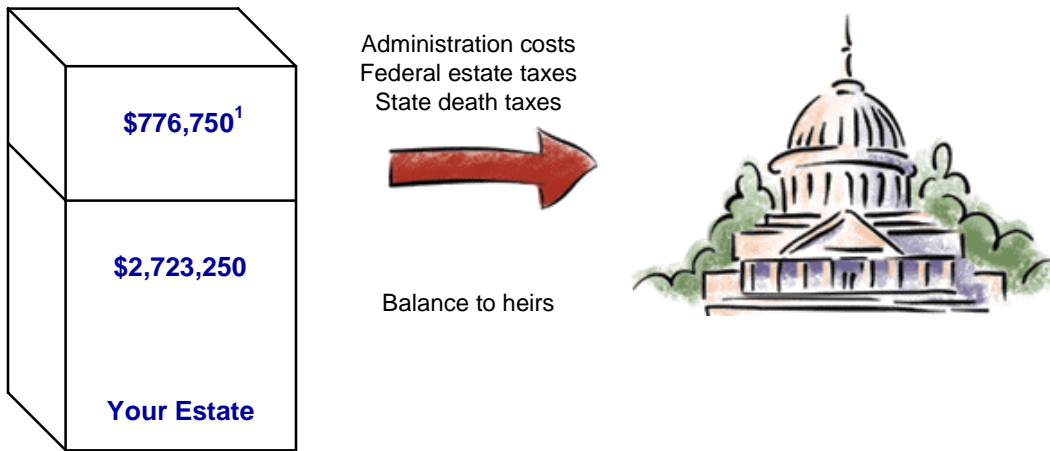 Administration costs
Federal estate taxes
State death taxes
$776,750¹
$2,723,250
Balance to heirs
Your Estate